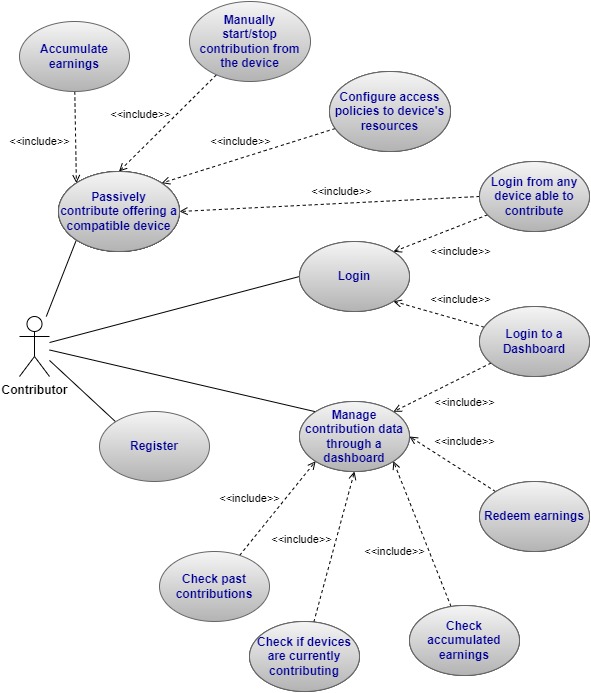 Manually
start/stop
contribution from
the device
Accumulate
earnings
Configure access
policies to device's
resources
<<include>>
<<include>>
<<include>>
<<include>>
Login from any
device able to
contribute
Passively
contribute offering a
compatible device
<<include>>
Login
<<include>>
Login to a
Dashboard
Contributor
<<include>>
Manage
contribution data
through a
dashboard
<<include>>
Register
<<include>>
Redeem earnings
<<include>>
<<include>>
Check past
contributions
Check if devices
are currently
contributing
Check
accumulated
earnings